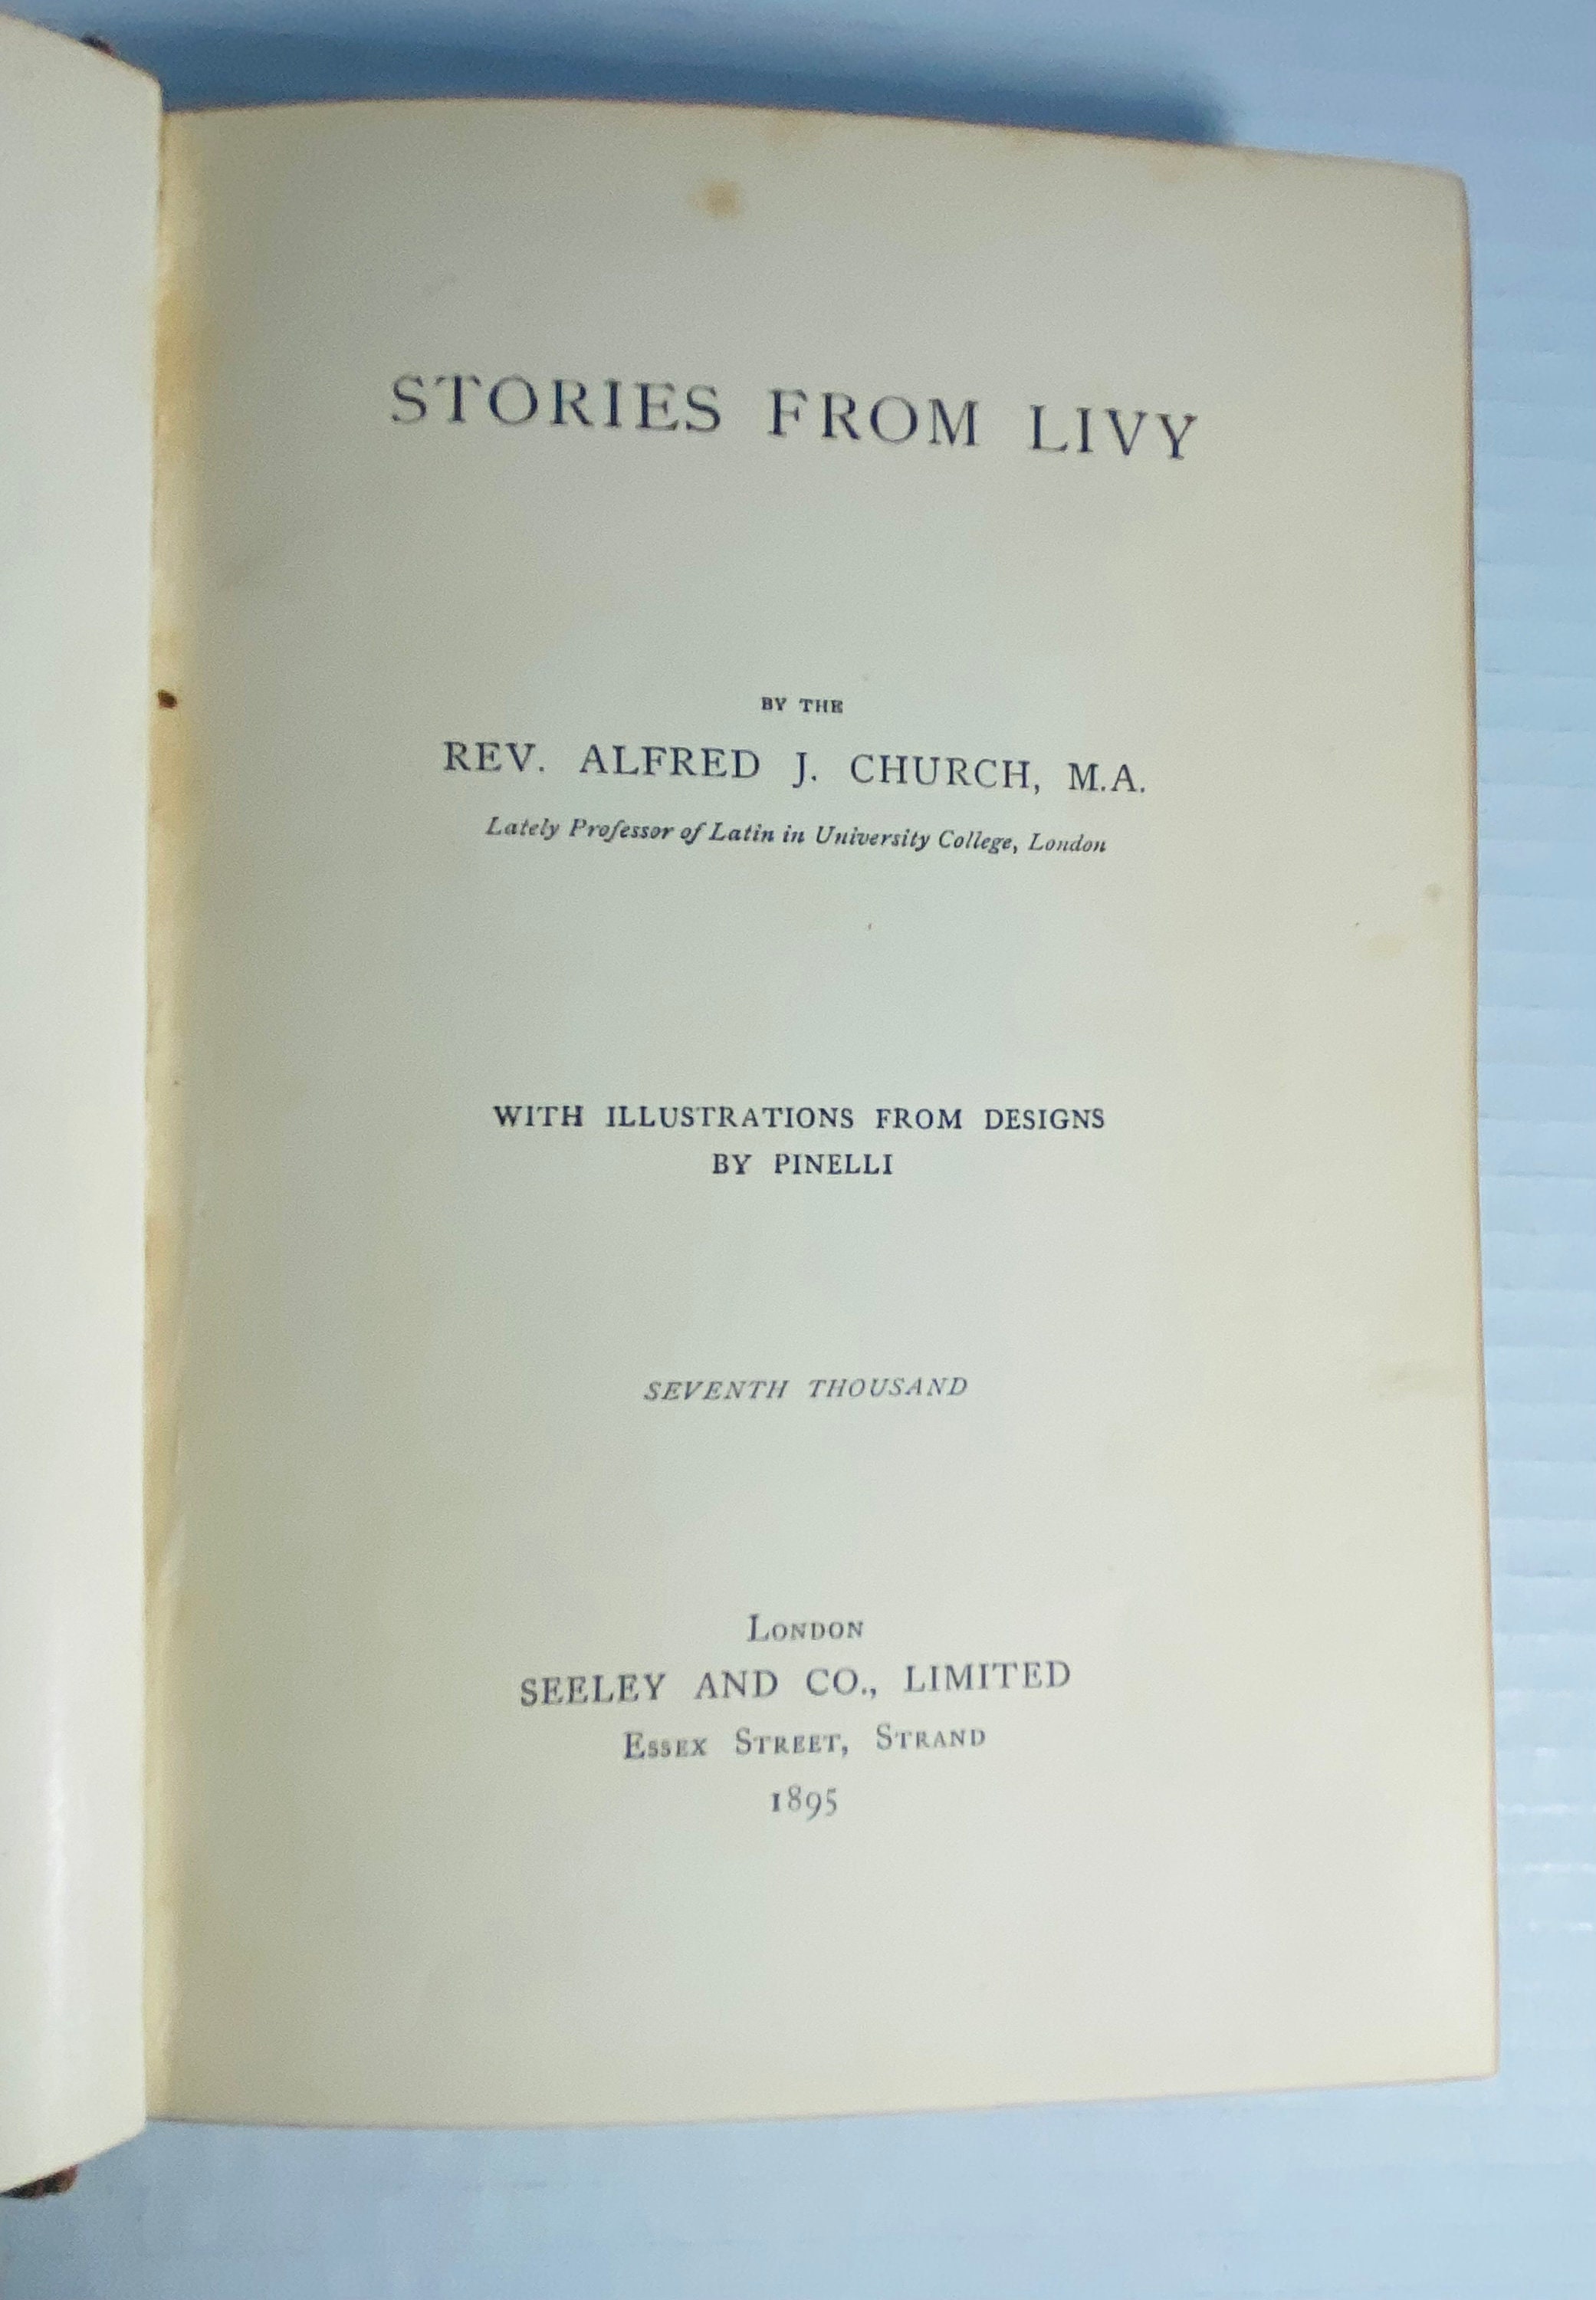 STORIES FROM LIVY
BY THE
REV. ALFRED J. CHURCH, M.A.
Lately Professor of Latin in University College, London
WITH ILLUSTRATIONS FROM DESIGNS
BY PINELLI
SEVENTH THOUSAND
LONDON
SEELEY AND CO., LIMITED
ESSEX STREET, STRAND
1895